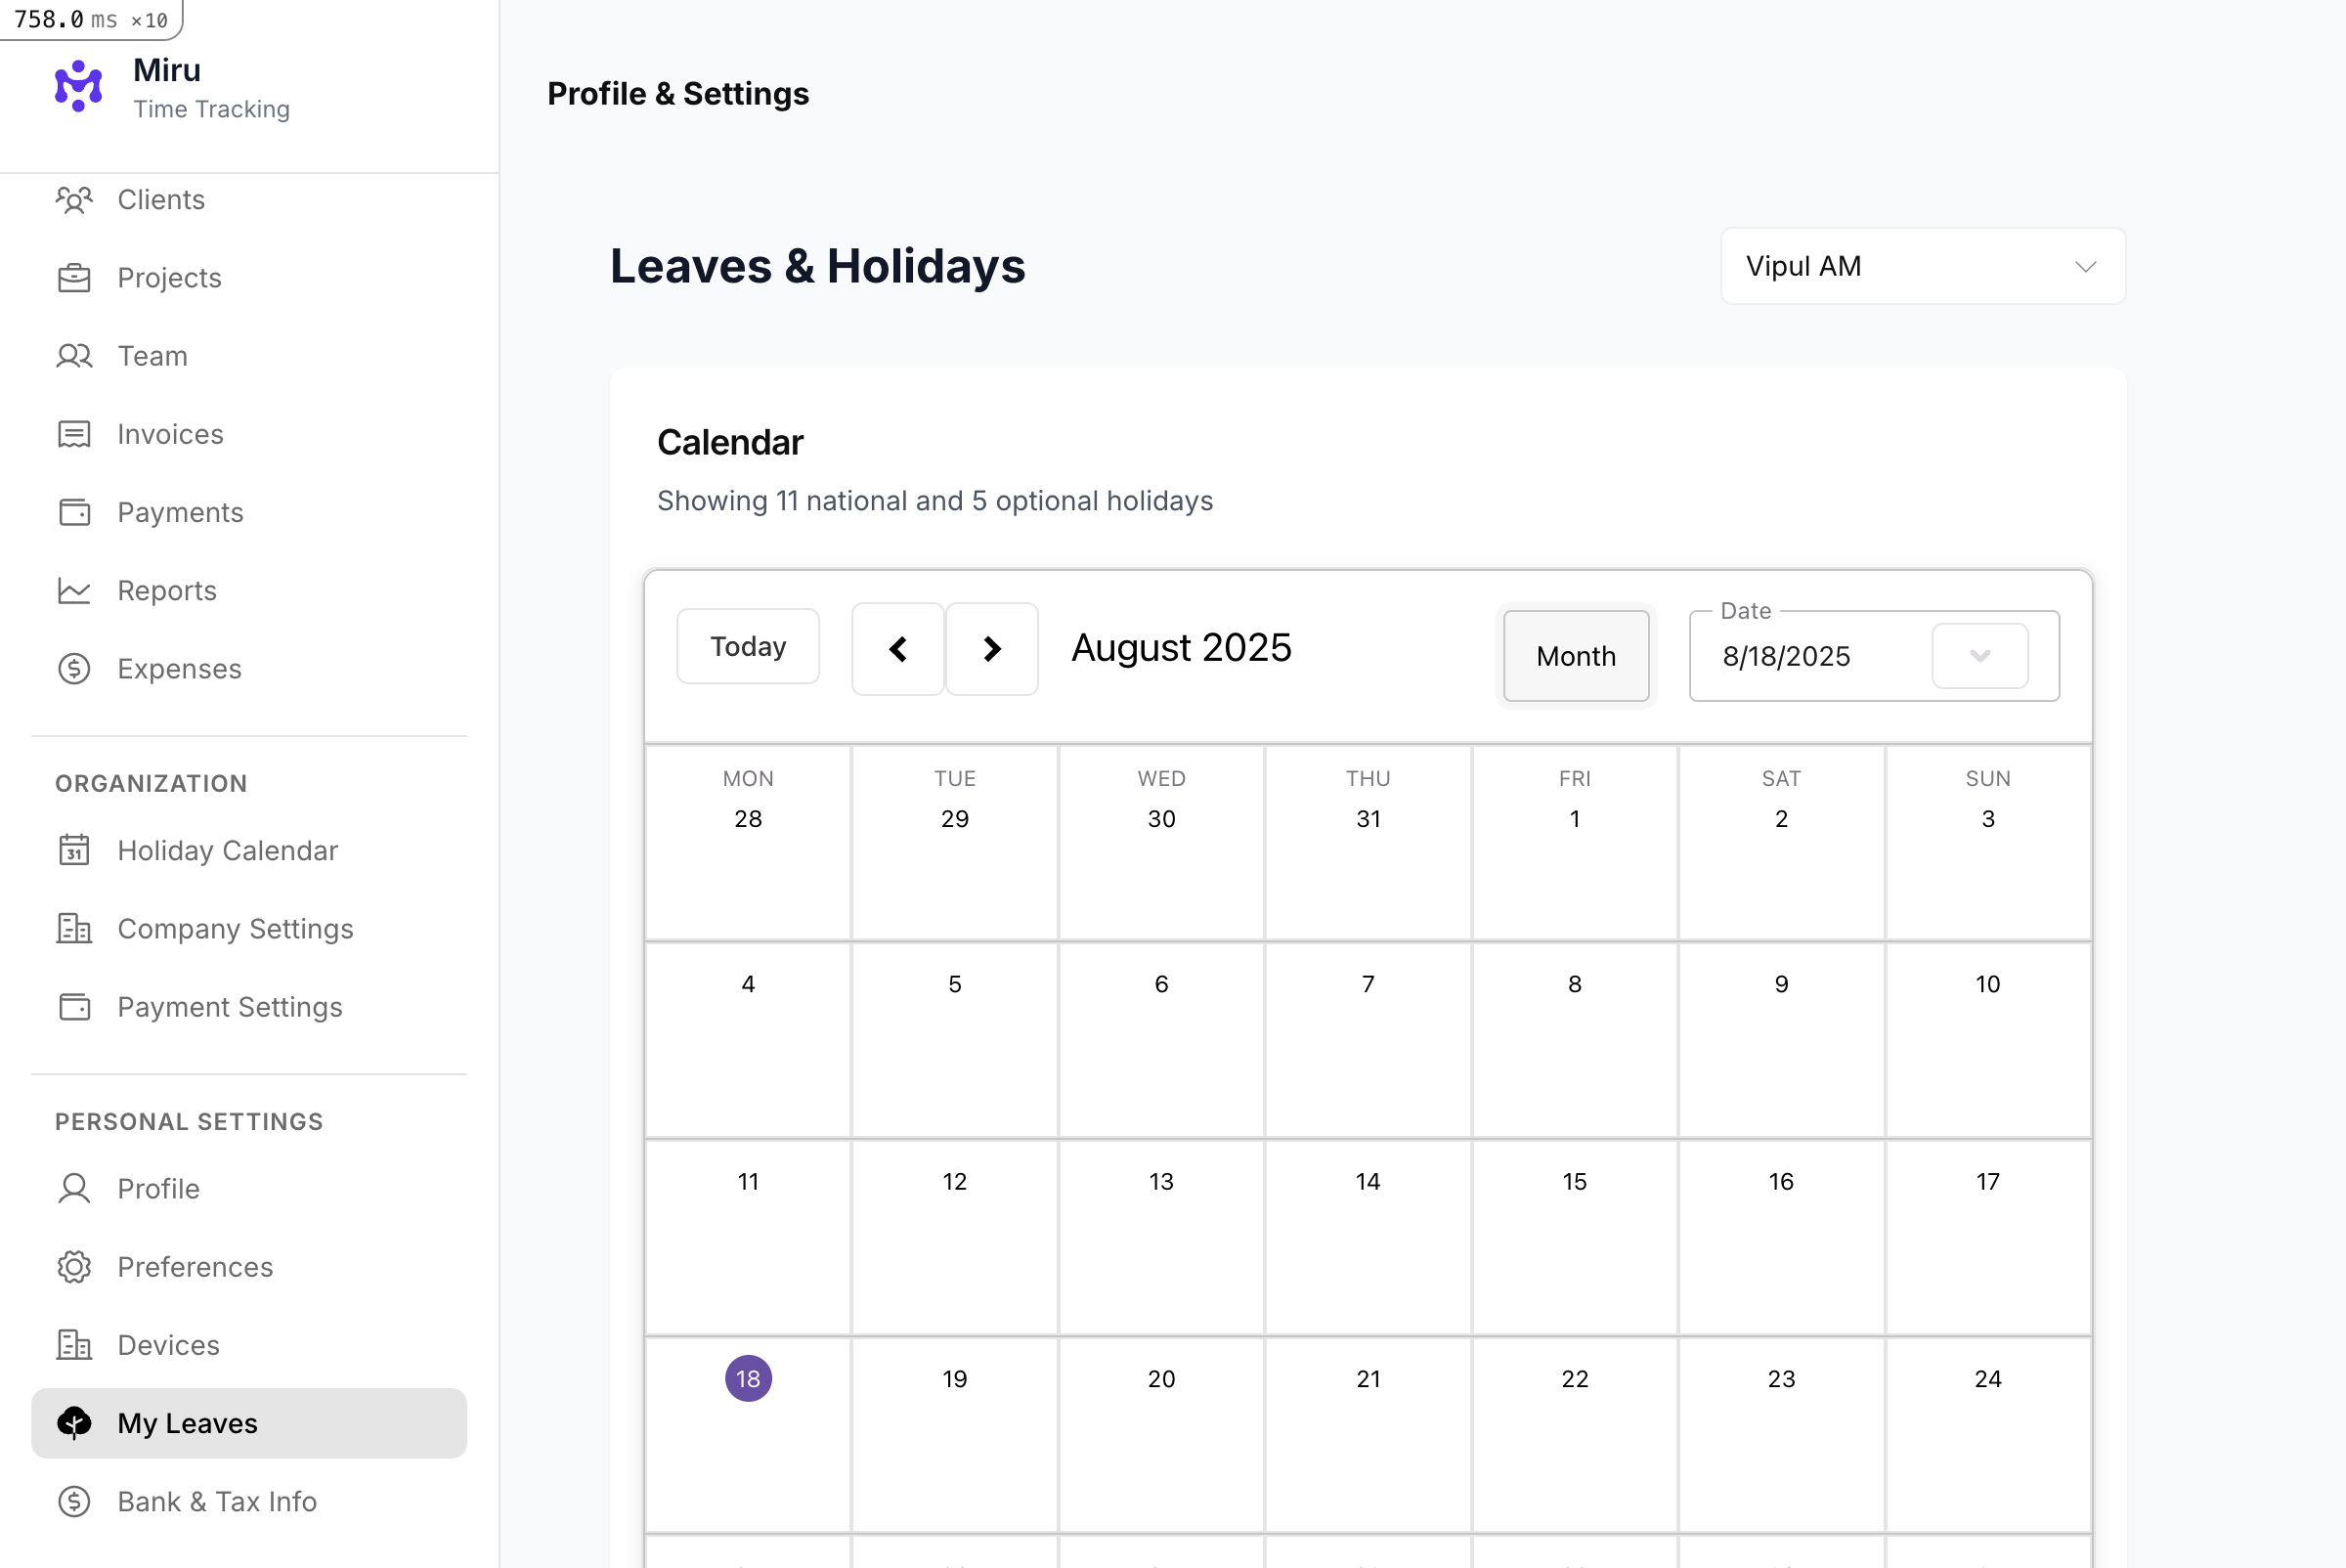 758.0 ms ×10
Miru
Time Tracking
Clients
Projects
Team
Invoices
Payments
Reports
Expenses
ORGANIZATION
31
Holiday Calendar
Company Settings
Payment Settings
PERSONAL SETTINGS
Profile
Preferences
Devices
My Leaves
Bank & Tax Info
Profile & Settings
Leaves & Holidays
Vipul AM
Calendar
Showing 11 national and 5 optional holidays
Today
August 2025
Month
Date
8/18/2025
MON TUE WED THU FRI SAT SUN
28 29 30 31 1 2 3
4 5 6 7 8 9 10
11 12 13 14 15 16 17
18 19 20 21 22 23 24